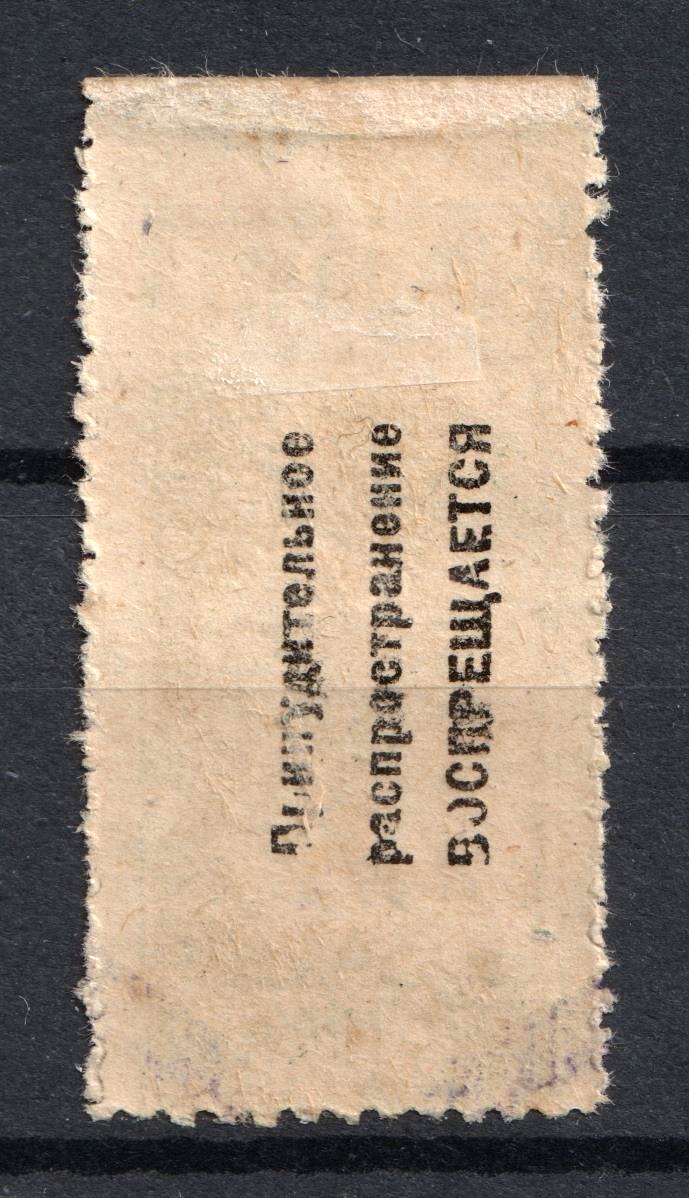 Принудительное
распространение
ВОСПРЕЩАЕТСЯ